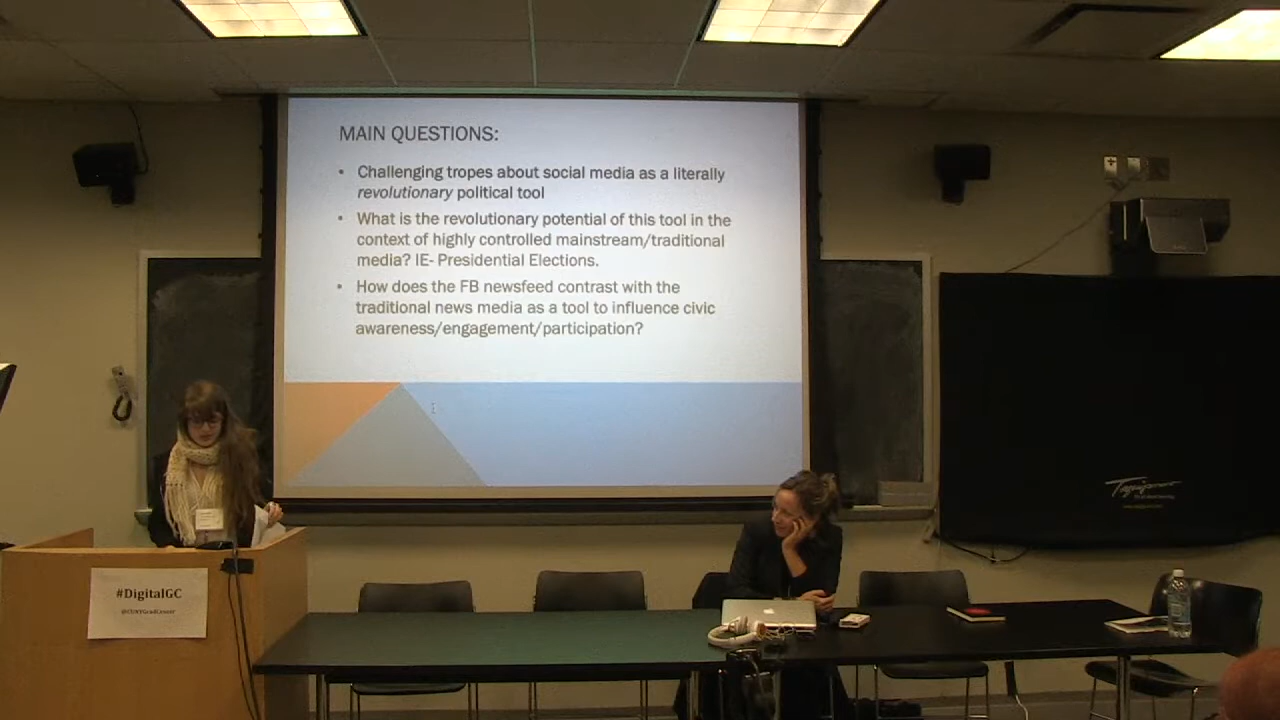 MAIN QUESTIONS:
• Challenging tropes about social media as a literally
revolutionary political tool
• What is the revolutionary potential of this tool in the
context of highly controlled mainstream/traditional
media? IE- Presidential Elections.
• How does the FB newsfeed contrast with the
traditional news media as a tool to influence civic
awareness/engagement/participation?
#DigitalGC
@CUNYGradCenter